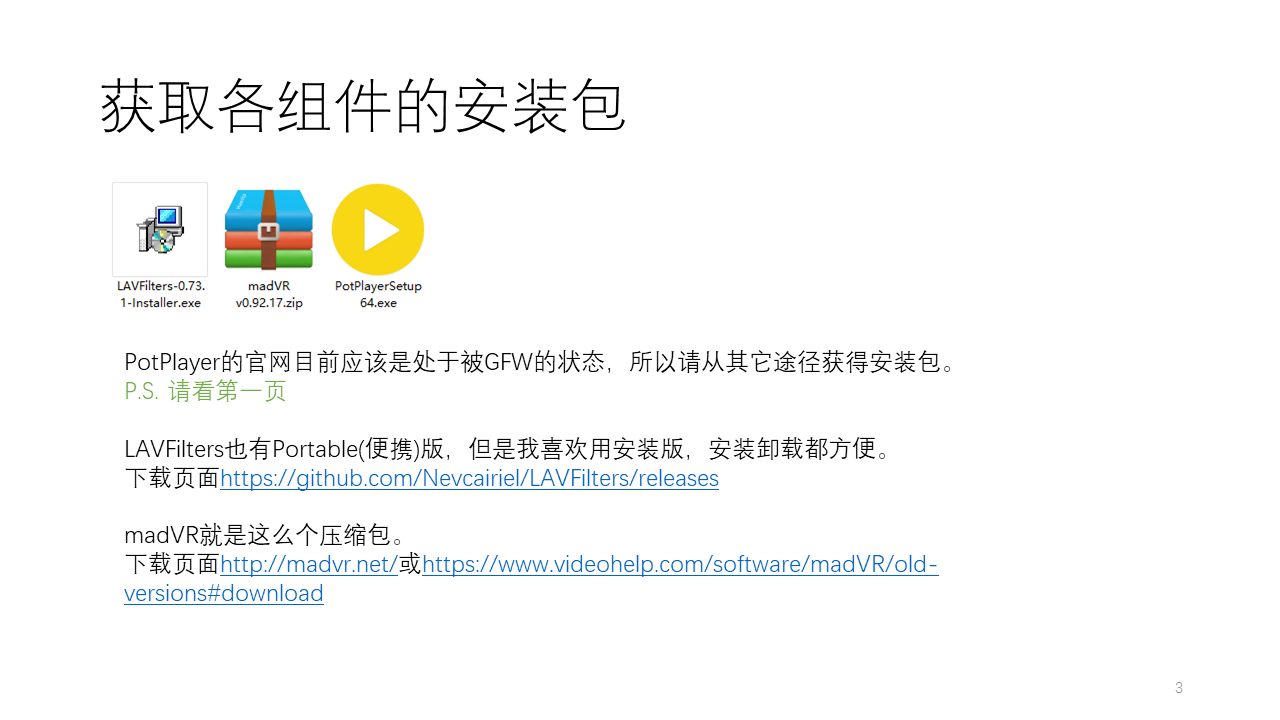 获取各组件的安装包
LAVFilters-0.73.
1-Installer.exe
madVR
v0.92.17.zip
PotPlayerSetup
64.exe
PotPlayer的官网目前应该是处于被GFW的状态，所以请从其它途径获得安装包。
P.S. 请看第一页
LAVFilters也有Portable(便携)版，但是我喜欢用安装版，安装卸载都方便。
下载页面https://github.com/Nevcairiel/LAVFilters/releases
madVR就是这么个压缩包。
下载页面http://madvr.net/或https://www.videohelp.com/software/madVR/old-
versions#download
3